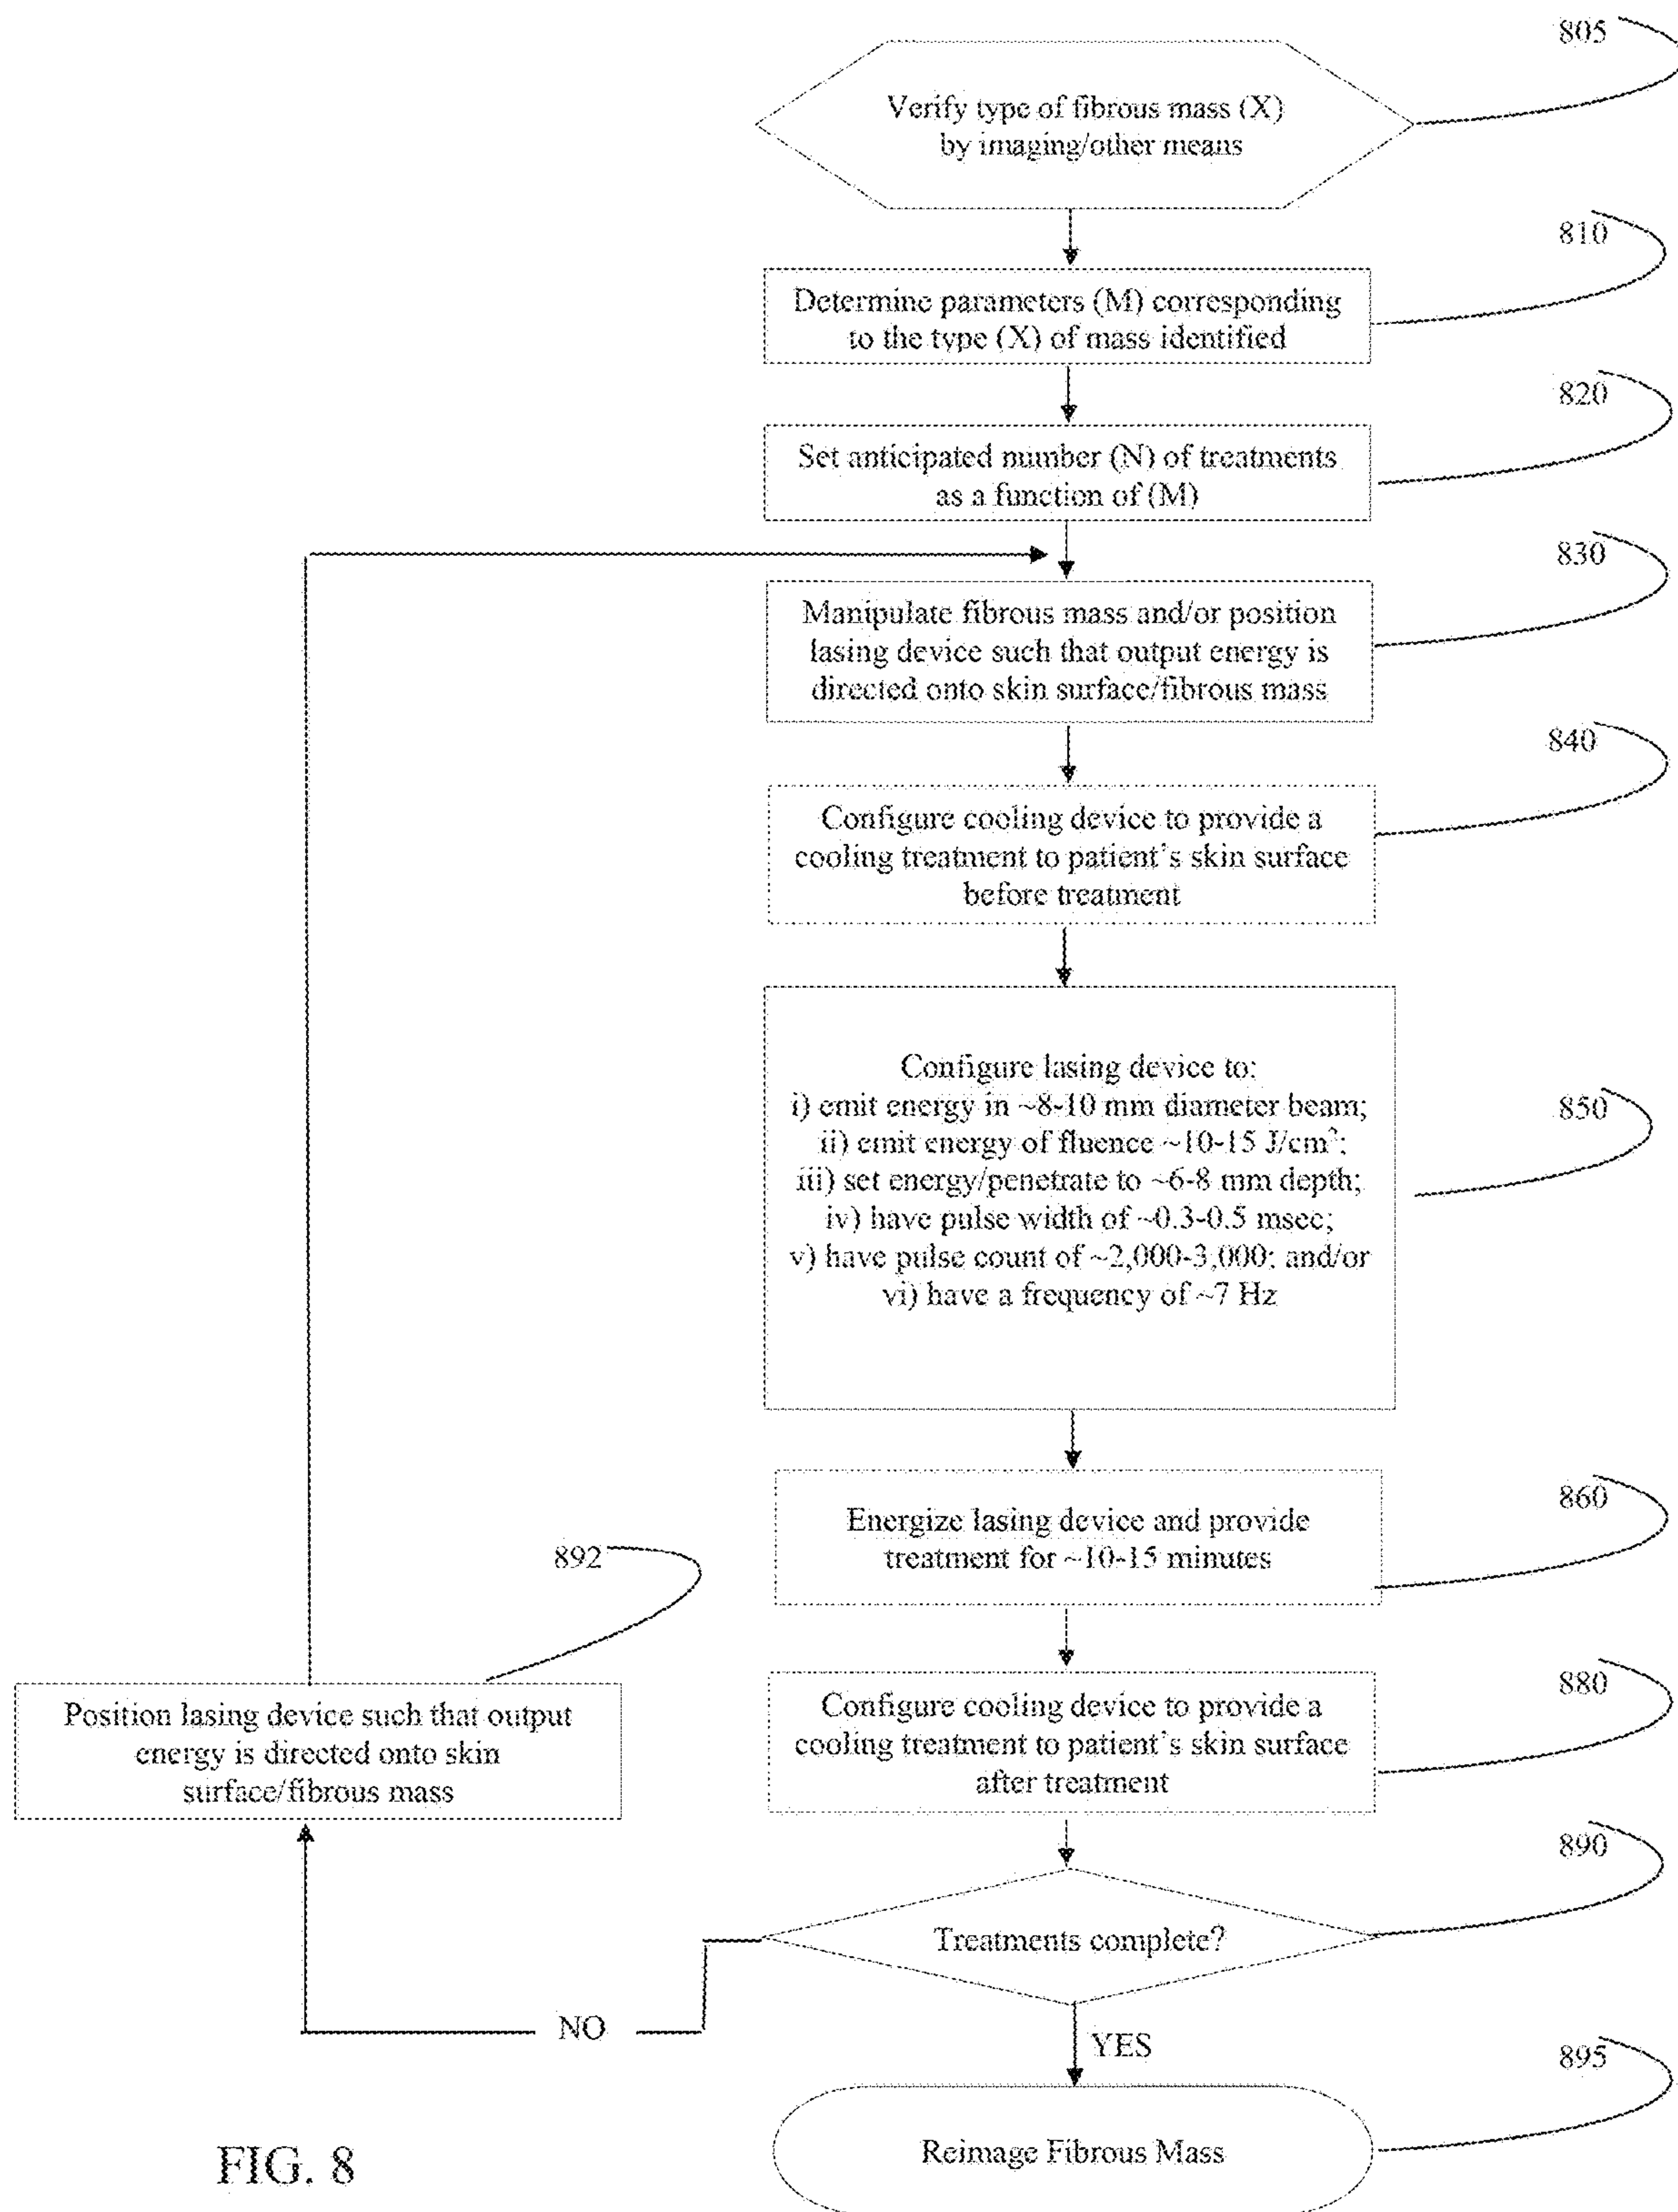 805
Verify type of fibrous mass (X)
by imaging/other means
810
Determine parameters (M) corresponding
to the type (X) of mass identified
820
Set anticipated number (N) of treatments
as a function of (M)
830
Manipulate fibrous mass and/or position
lasing device such that output energy is
directed onto skin surface/fibrous mass
840
Configure cooling device to provide a
cooling treatment to patient's skin surface
before treatment
850
Configure lasing device to:
i) emit energy in ~8-10 mm diameter beam;
ii) emit energy of fluence ~10-15 J/cm²;
iii) set energy/penetrate to ~6-8 mm depth;
iv) have pulse width of ~0.3-0.5 msec;
v) have pulse count of ~2,000-3,000; and/or
vi) have a frequency of ~7 Hz
860
Energize lasing device and provide
treatment for ~10-15 minutes
892
Position lasing device such that output
energy is directed onto skin
surface/fibrous mass
880
Configure cooling device to provide a
cooling treatment to patient's skin surface
after treatment
890
Treatments complete?
NO
YES
895
Reimage Fibrous Mass
FIG. 8